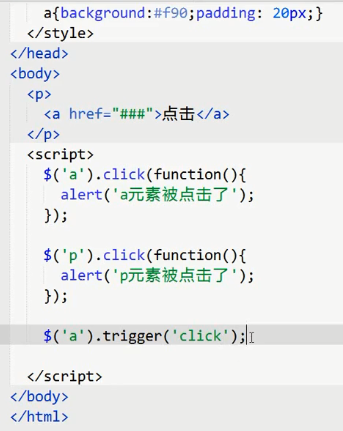 a{background:#f90;padding: 20px;}
</style>
</head>
<body>
<p>
<a href="###">点击</a>
</p>
<script>
$('a').click(function(){
alert('a元素被点击了');
});
$('p').click(function(){
alert('p元素被点击了');
});
$('a').trigger('click');
</script>
</body>
</html>